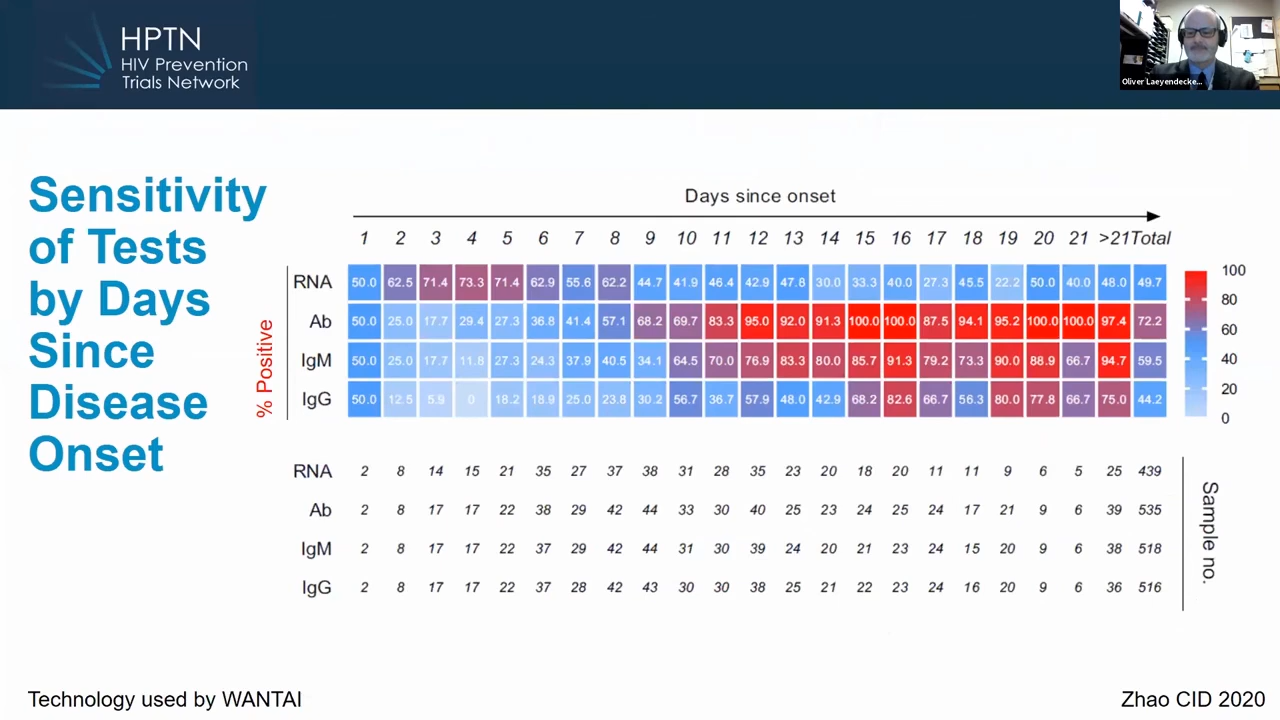 HPTN
HIV Prevention
Trials Network
Oliver Laeyendecke...
Sensitivity
of Tests
by Days
Since
Disease
Onset
Days since onset
1 2 3 4 5 6 7 8 9 10 11 12 13 14 15 16 17 18 19 20 21 >21 Total
% Positive
RNA 50.0 62.5 71.4 73.3 71.4 62.9 55.6 62.2 44.7 41.9 46.4 42.9 47.8 30.0 33.3 40.0 27.3 45.5 22.2 50.0 40.0 48.0 49.7
Ab 50.0 25.0 17.7 29.4 27.3 36.8 41.4 57.1 68.2 69.7 83.3 95.0 92.0 91.3 100.0 100.0 87.5 94.1 95.2 100.0 100.0 97.4 72.2
IgM 50.0 25.0 17.7 11.8 27.3 24.3 37.9 40.5 34.1 64.5 70.0 76.9 83.3 80.0 85.7 91.3 79.2 73.3 90.0 88.9 66.7 94.7 59.5
IgG 50.0 12.5 5.9 0 18.2 18.9 25.0 23.8 30.2 56.7 36.7 57.9 48.0 42.9 68.2 82.6 66.7 56.3 80.0 77.8 66.7 75.0 44.2
100
80
60
40
20
0
RNA 2 8 14 15 21 35 27 37 38 31 28 35 23 20 18 20 11 11 9 6 5 25 439
Ab 2 8 17 17 22 38 29 42 44 33 30 40 25 23 24 25 24 17 21 9 6 39 535
IgM 2 8 17 17 22 37 29 42 44 31 30 39 24 20 21 23 24 15 20 9 6 38 518
IgG 2 8 17 17 22 37 28 42 43 30 30 38 25 21 22 23 24 16 20 9 6 36 516
Sample no.
Technology used by WANTAI
Zhao CID 2020